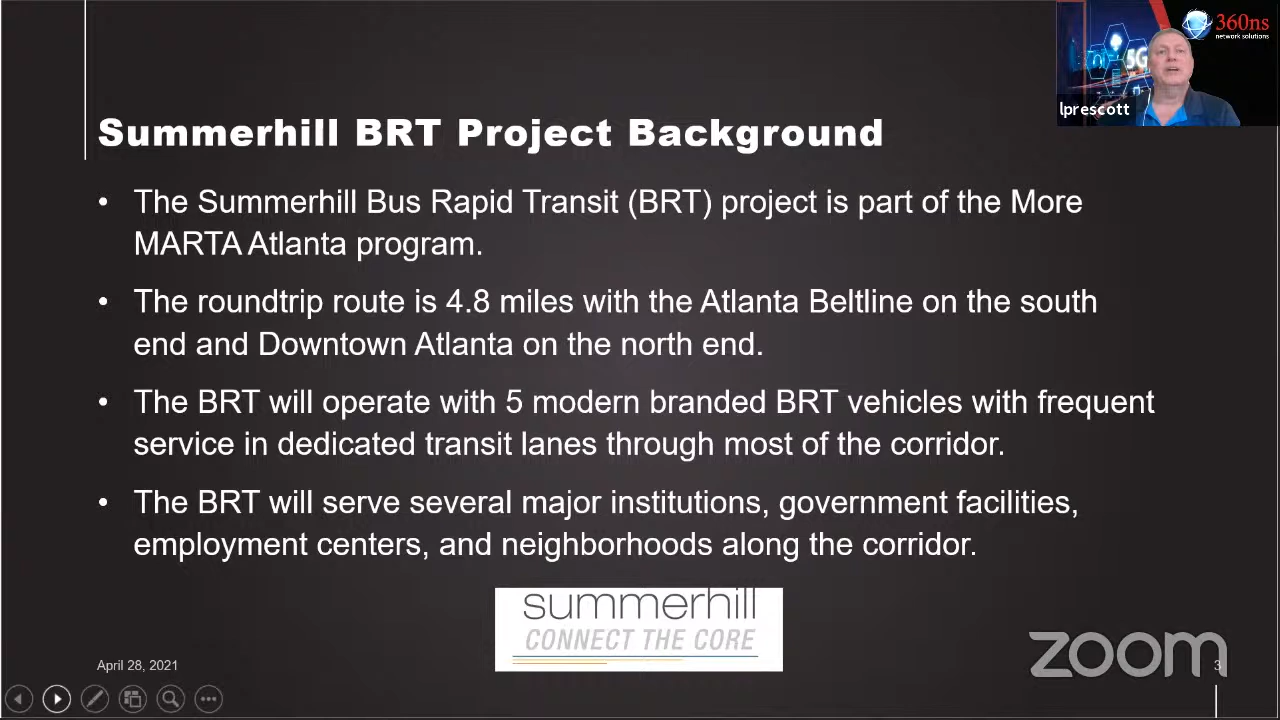 360ns
network solutions
5G
lprescott
Summerhill BRT Project Background
• The Summerhill Bus Rapid Transit (BRT) project is part of the More
MARTA Atlanta program.
• The roundtrip route is 4.8 miles with the Atlanta Beltline on the south
end and Downtown Atlanta on the north end.
• The BRT will operate with 5 modern branded BRT vehicles with frequent
service in dedicated transit lanes through most of the corridor.
• The BRT will serve several major institutions, government facilities,
employment centers, and neighborhoods along the corridor.
summerhill
CONNECT THE CORE
April 28, 2021
zoom
3